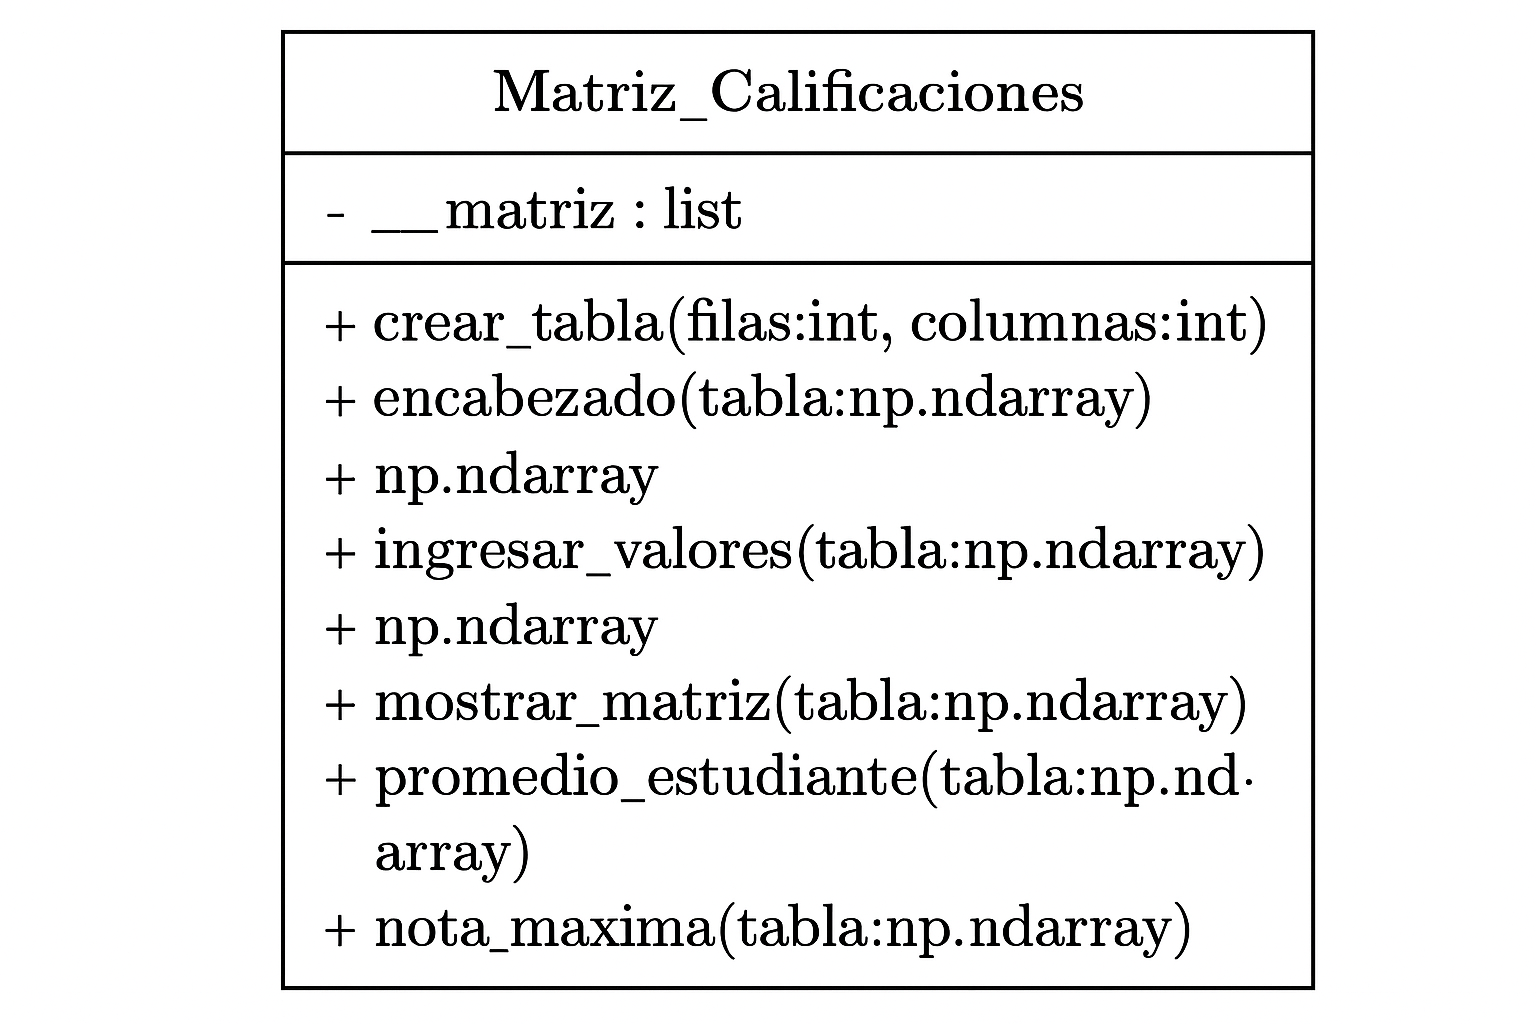 Matriz_Calificaciones
- __matriz : list
+ crear_tabla(filas:int, columnas:int)
+ encabezado(tabla:np.ndarray)
+ np.ndarray
+ ingresar_valores(tabla:np.ndarray)
+ np.ndarray
+ mostrar_matriz(tabla:np.ndarray)
+ promedio_estudiante(tabla:np.nd·
array)
+ nota_maxima(tabla:np.ndarray)